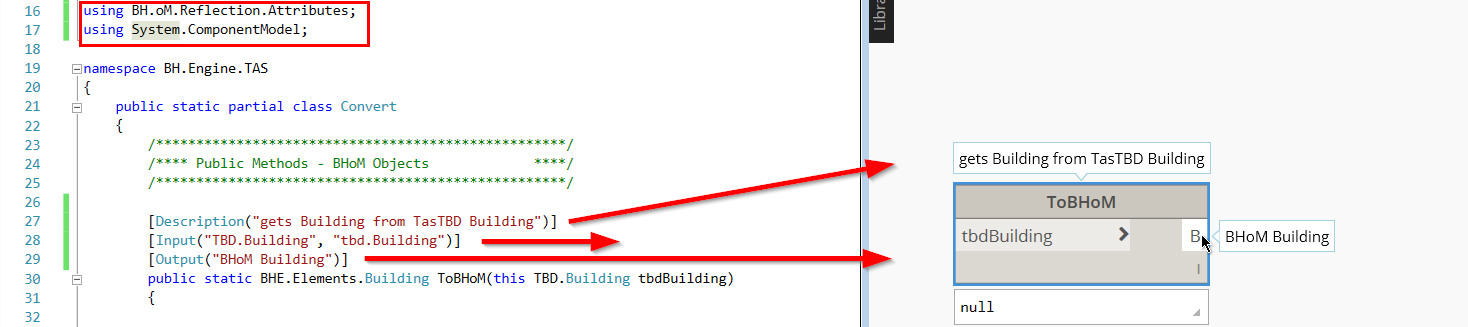 16 using BH.oM.Reflection.Attributes;
17 using System.ComponentModel;
18
19 namespace BH.Engine.TAS
20 {
21 public static partial class Convert
22 {
23 /****************************************************/
24 /**** Public Methods - BHoM Objects ****/
25 /****************************************************/
26
27 [Description("gets Building from TasTBD Building")]
28 [Input("TBD.Building", "tbd.Building")]
29 [Output("BHoM Building")]
30 public static BHE.Elements.Building ToBHoM(this TBD.Building tbdBuilding)
31 {
32
Libra
gets Building from TasTBD Building
ToBHoM
tbdBuilding > B
BHoM Building
l
null